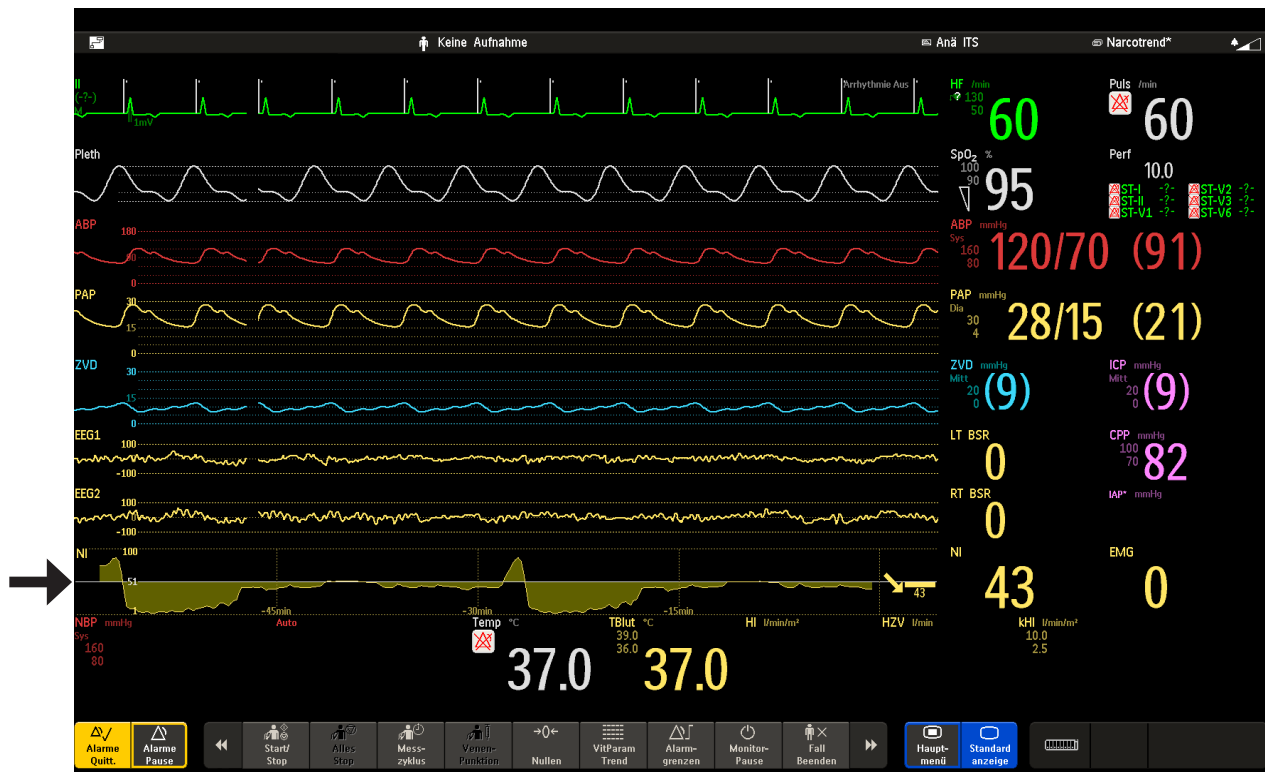 Keine Aufnahme
Anä ITS
Narcotrend*
II
(-?-)
M
1mV
Arrhythmie Aus
HF /min
? 130
50
60
Puls /min
60
Pleth
SpO₂ %
100
90
95
Perf
10.0
ST-I -?- ST-V2 -?-
ST-II -?- ST-V3 -?-
ST-V1 -?- ST-V6 -?-
ABP
180
90
0
ABP mmHg
Sys
160
80
120/70 (91)
PAP
30
15
0
PAP mmHg
Dia
30
4
28/15 (21)
ZVD
30
15
0
ZVD mmHg
Mitt
20
0
(9)
ICP mmHg
Mitt
20
0
(9)
EEG1
100
-100
LT BSR
0
CPP mmHg
100
70
82
EEG2
100
-100
RT BSR
0
IAP* mmHg
NI
100
51
1
-45min
-30min
-15min
43
NI
43
EMG
0
NBP mmHg
Sys
160
80
Auto
Temp °C
37.0
TBlut °C
39.0
36.0
37.0
HI l/min/m²
HZV l/min
kHI l/min/m²
10.0
2.5
Alarme Quitt.
Alarme Pause
Start/ Stop
Alles Stop
Mess- zyklus
Venen- Punktion
→0←
Nullen
VitParam Trend
Alarm- grenzen
Monitor- Pause
Fall Beenden
Haupt- menü
Standard anzeige